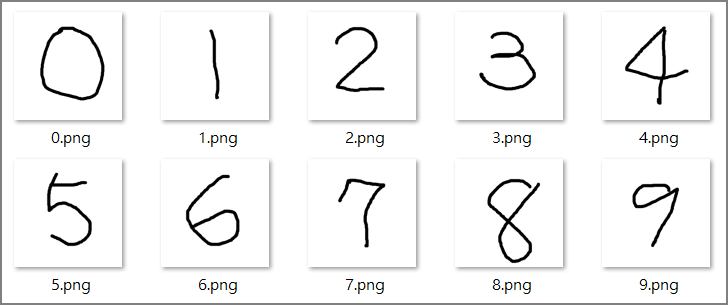 0 1 2 3 4
0.png 1.png 2.png 3.png 4.png
5 6 7 8 9
5.png 6.png 7.png 8.png 9.png